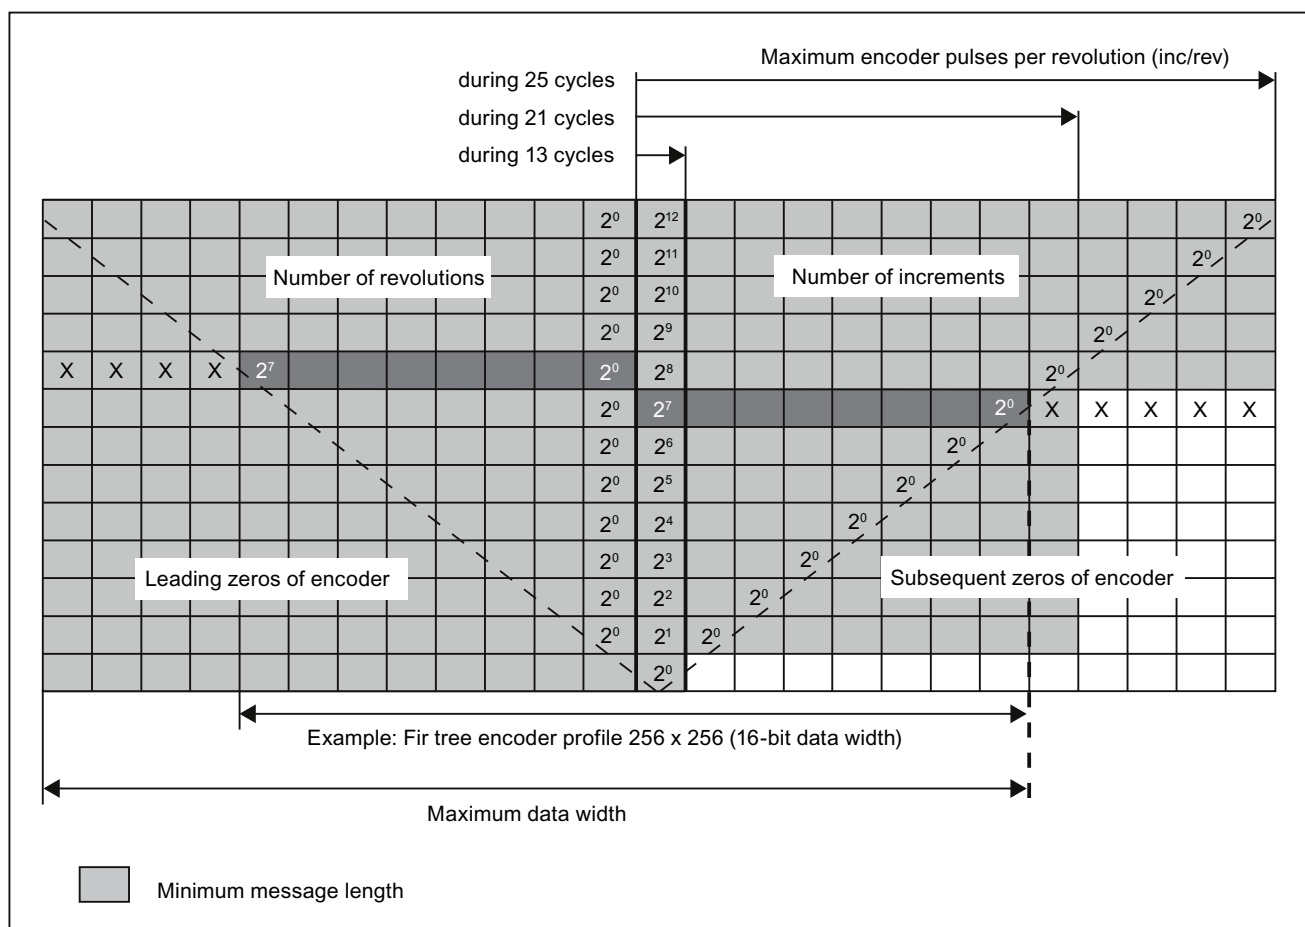 Maximum encoder pulses per revolution (inc/rev)
during 25 cycles
during 21 cycles
during 13 cycles
2⁰ 2¹² 2⁰
2⁰ 2¹¹ 2⁰
Number of revolutions Number of increments
2⁰ 2¹⁰ 2⁰
2⁰ 2⁹ 2⁰
X X X X 2⁷ 2⁰ 2⁸ 2⁰
2⁰ 2⁷ 2⁰ X X X X X
2⁰ 2⁶ 2⁰
2⁰ 2⁵ 2⁰
2⁰ 2⁴ 2⁰
2⁰ 2³ 2⁰
Leading zeros of encoder Subsequent zeros of encoder
2⁰ 2² 2⁰
2⁰ 2¹ 2⁰
2⁰
Example: Fir tree encoder profile 256 x 256 (16-bit data width)
Maximum data width
Minimum message length